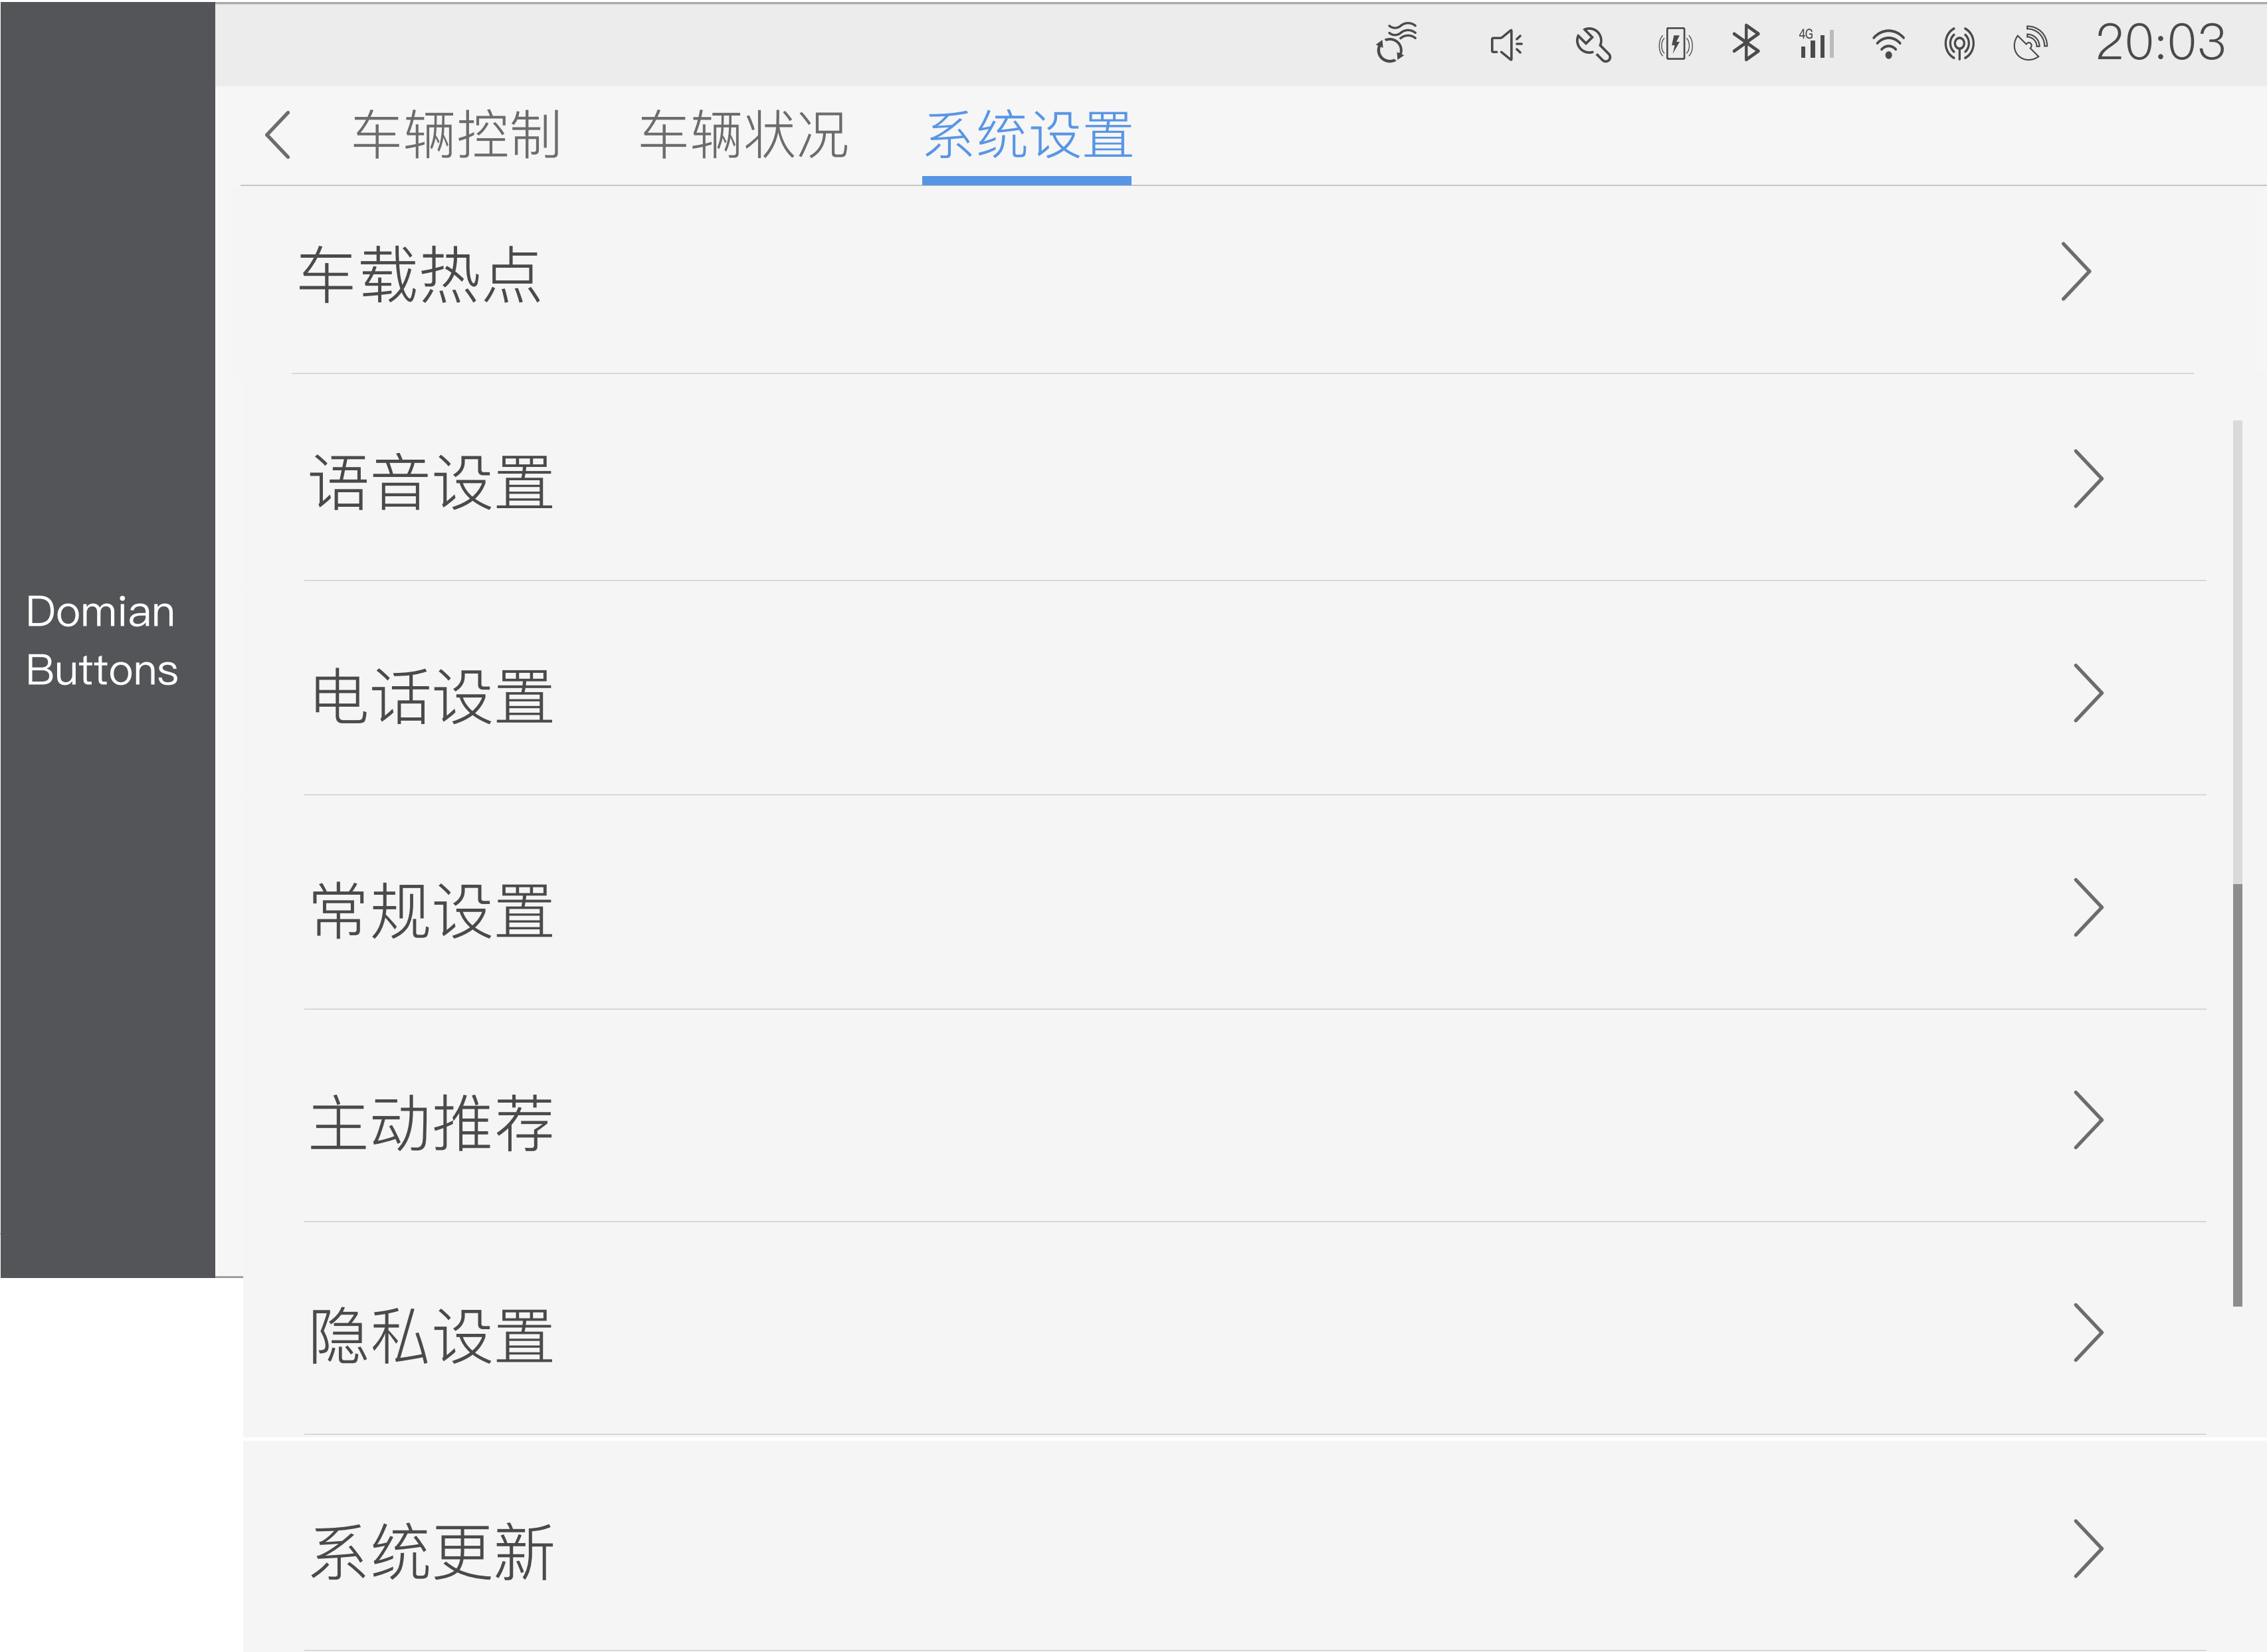 4G
20:03
车辆控制
车辆状况
系统设置
车载热点
语音设置
Domian
Buttons
电话设置
常规设置
主动推荐
隐私设置
系统更新